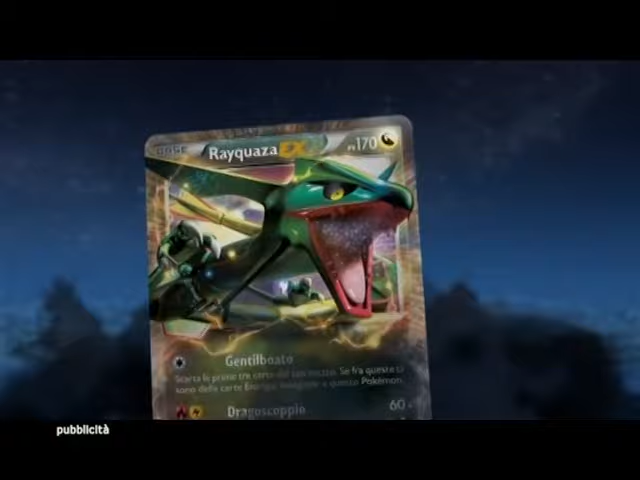 BASE
Rayquaza EX
PS170
Gentilboato
Scarta le prime tre carte del tuo mazzo. Se fra queste ci
sono delle carte Energia, assegnale a questo Pokémon.
Dragoscoppio 60×
pubblicità